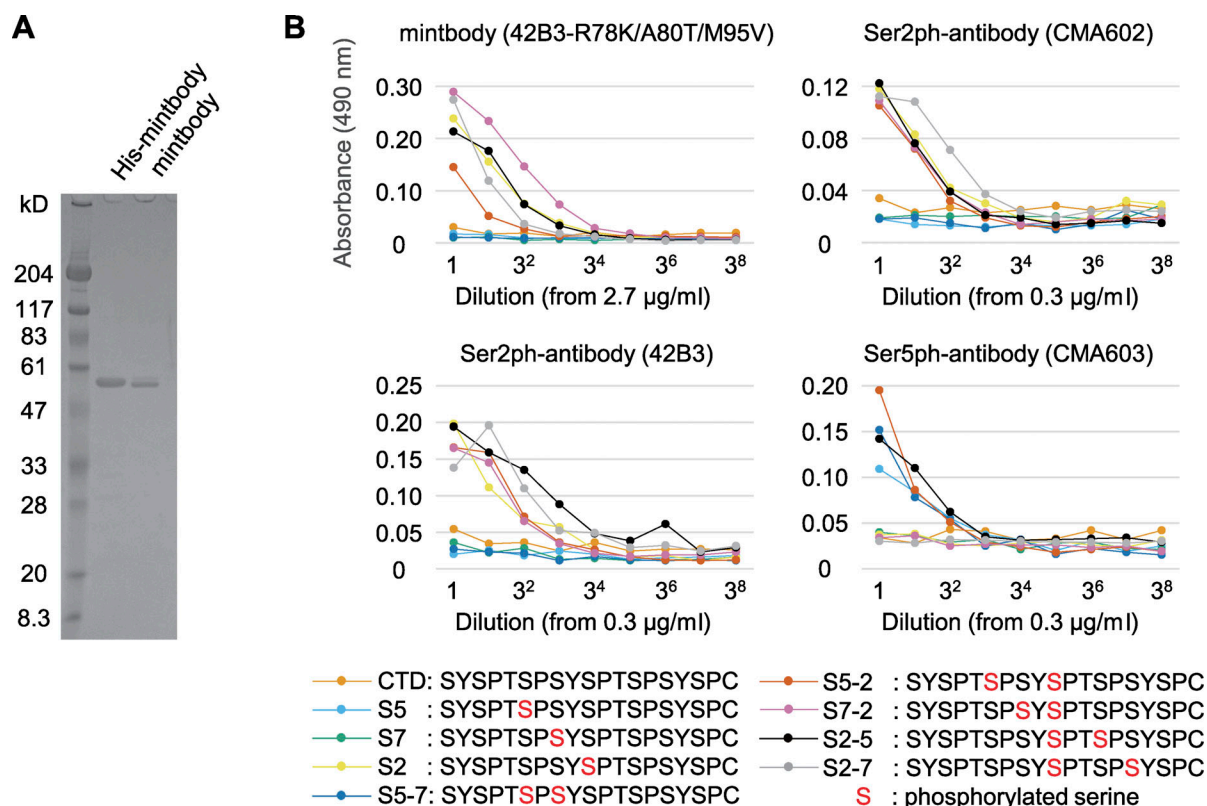 A
His-mintbody
mintbody
kD
204
117
83
61
47
33
28
20
8.3
B
Absorbance (490 nm)
mintbody (42B3-R78K/A80T/M95V)
0.30
0.20
0.10
0
1 3² 3⁴ 3⁶ 3⁸
Dilution (from 2.7 µg/ml)
Ser2ph-antibody (CMA602)
0.12
0.08
0.04
0
1 3² 3⁴ 3⁶ 3⁸
Dilution (from 0.3 µg/ml)
Ser2ph-antibody (42B3)
0.25
0.20
0.15
0.10
0.05
0
1 3² 3⁴ 3⁶ 3⁸
Dilution (from 0.3 µg/ml)
Ser5ph-antibody (CMA603)
0.20
0.15
0.10
0.05
0
1 3² 3⁴ 3⁶ 3⁸
Dilution (from 0.3 µg/ml)
CTD: SYSPTSPSYSPTSPSYSPC
S5 : SYSPTSPSYSPTSPSYSPC
S7 : SYSPTSPSYSPTSPSYSPC
S2 : SYSPTSPSYSPTSPSYSPC
S5-7: SYSPTSPSYSPTSPSYSPC
S5-2 : SYSPTSPSYSPTSPSYSPC
S7-2 : SYSPTSPSYSPTSPSYSPC
S2-5 : SYSPTSPSYSPTSPSYSPC
S2-7 : SYSPTSPSYSPTSPSYSPC
S : phosphorylated serine